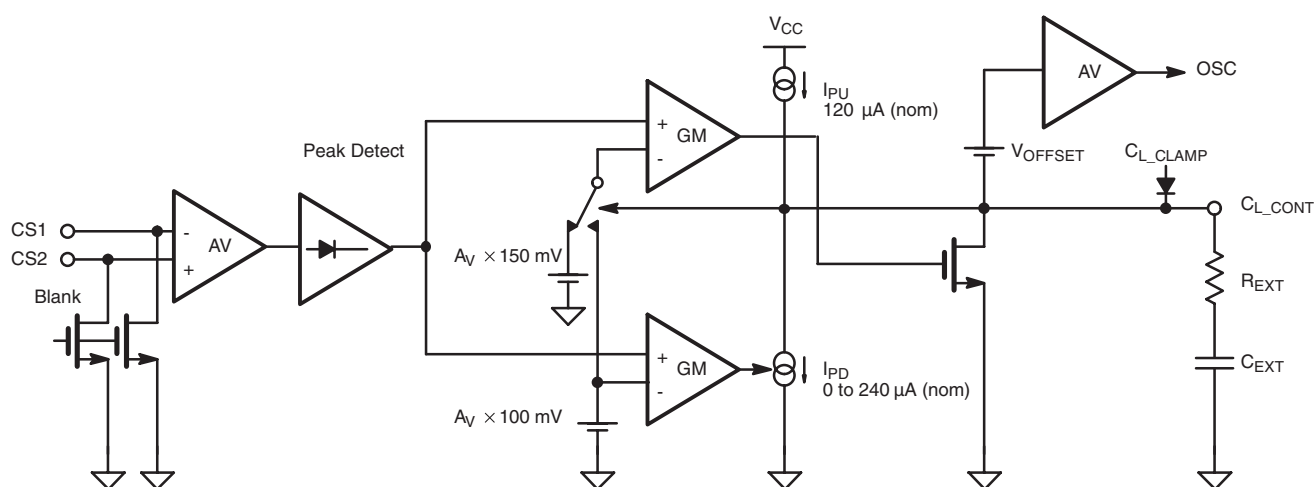 V_CC
I_PU
120 µA (nom)
AV
OSC
GM
+
-
Peak Detect
V_OFFSET
C_L_CLAMP
C_L_CONT
CS1
CS2
-
+
AV
A_V × 150 mV
R_EXT
Blank
+
-
GM
I_PD
0 to 240 µA (nom)
C_EXT
A_V × 100 mV